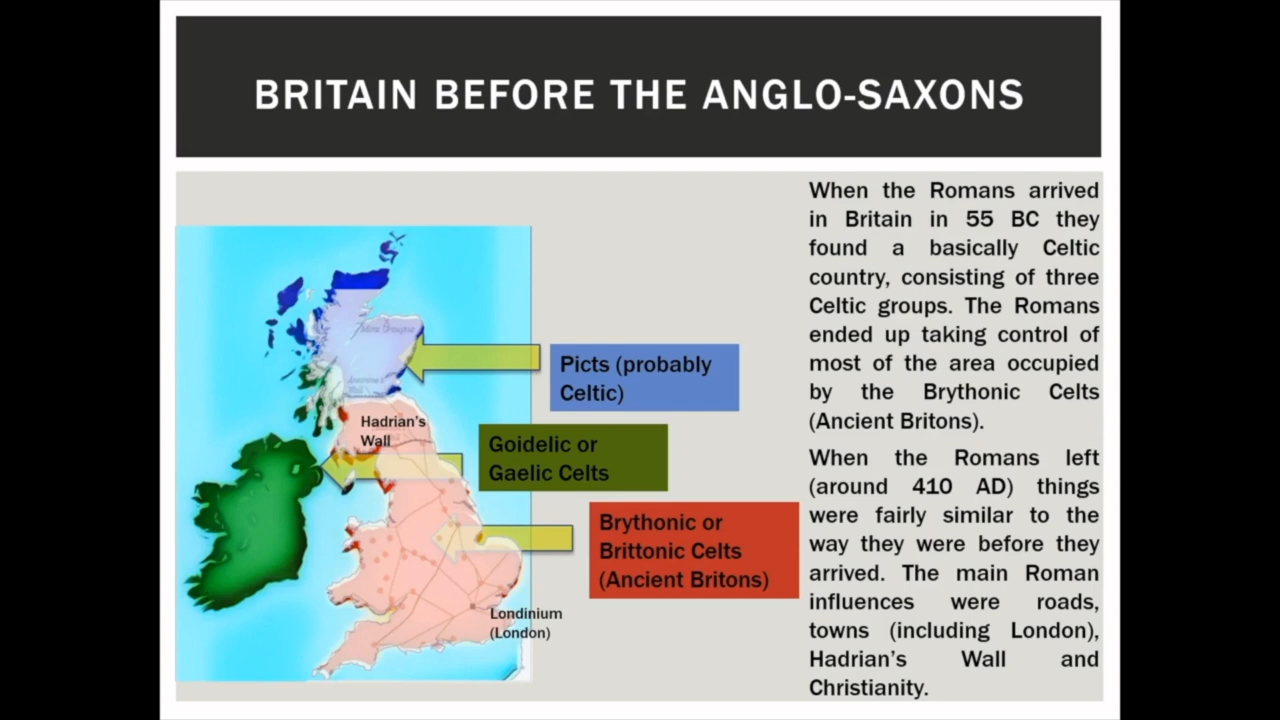 BRITAIN BEFORE THE ANGLO-SAXONS
When the Romans arrived
in Britain in 55 BC they
found a basically Celtic
country, consisting of three
Celtic groups. The Romans
ended up taking control of
most of the area occupied
by the Brythonic Celts
(Ancient Britons).
When the Romans left
(around 410 AD) things
were fairly similar to the
way they were before they
arrived. The main Roman
influences were roads,
towns (including London),
Hadrian's Wall and
Christianity.
Picts (probably
Celtic)
Hadrian's
Wall
Goidelic or
Gaelic Celts
Brythonic or
Brittonic Celts
(Ancient Britons)
Londinium
(London)